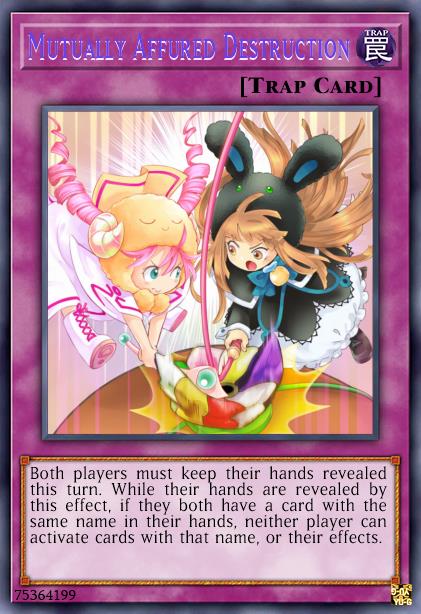 Mutually Affured Destruction
TRAP
罠
[Trap Card]
Both players must keep their hands revealed
this turn. While their hands are revealed by
this effect, if they both have a card with the
same name in their hands, neither player can
activate cards with that name, or their effects.
75364199